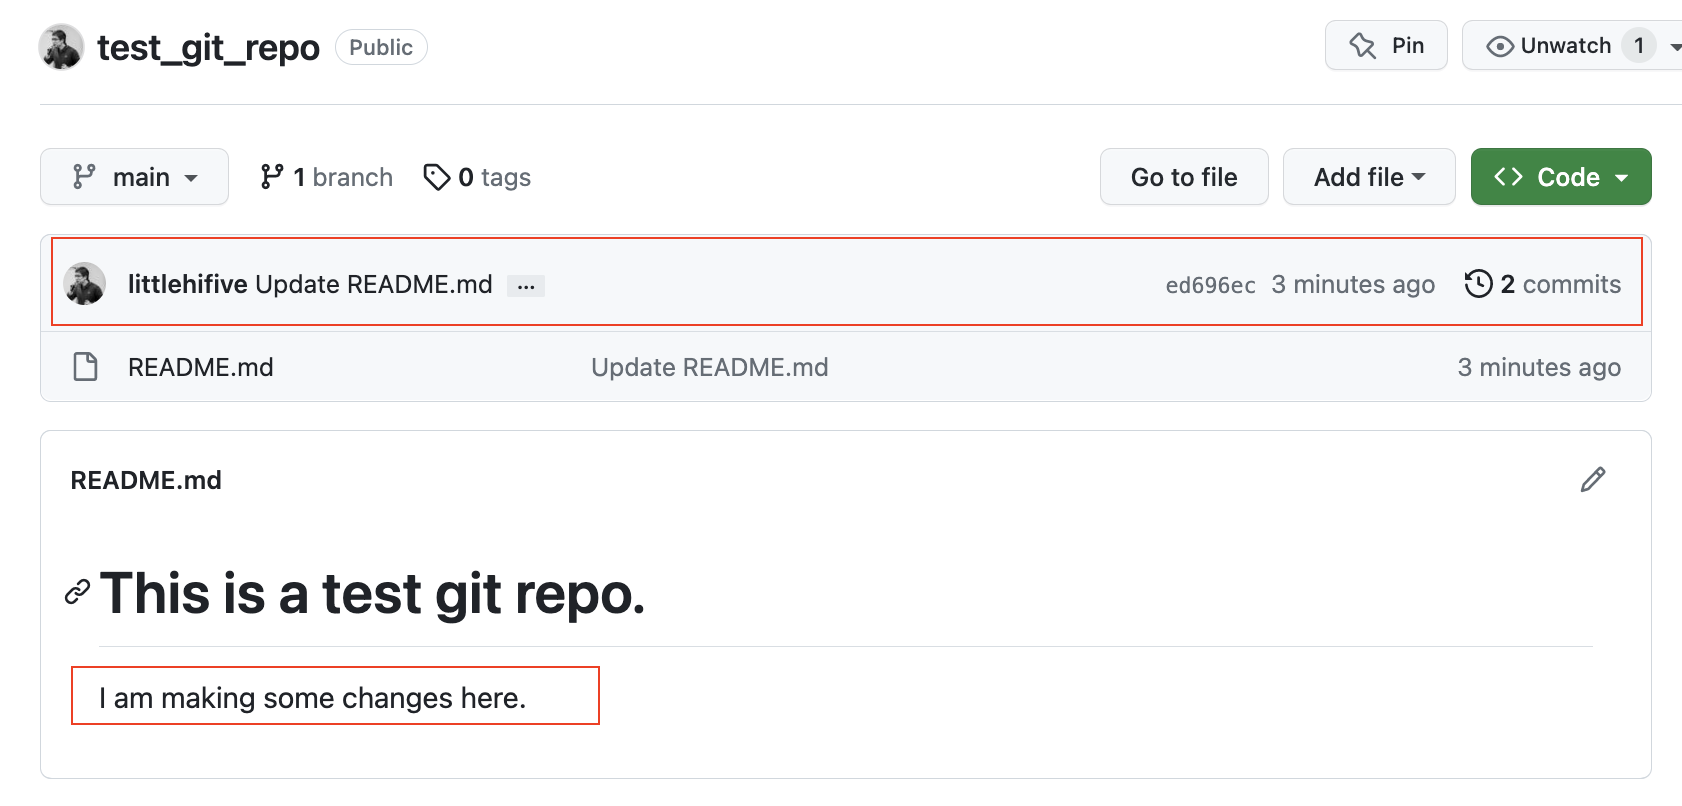 test_git_repo Public Pin Unwatch 1
main 1 branch 0 tags Go to file Add file Code
littlehifive Update README.md ... ed696ec 3 minutes ago 2 commits
README.md Update README.md 3 minutes ago
README.md
This is a test git repo.
I am making some changes here.